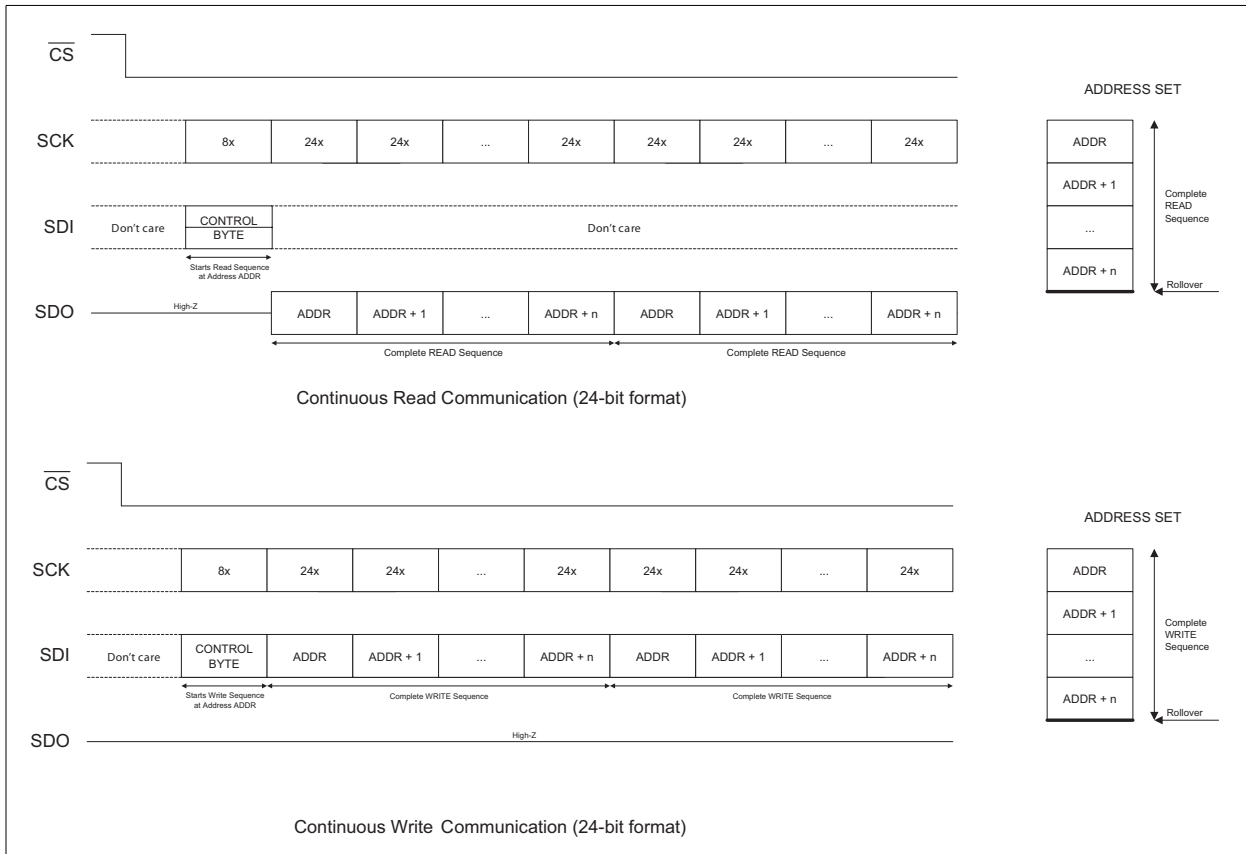 CS
ADDRESS SET
SCK
8x 24x 24x ... 24x 24x 24x ... 24x
ADDR
ADDR + 1
...
ADDR + n
Complete
READ
Sequence
Rollover
SDI
Don't care
CONTROL
BYTE
Don't care
Starts Read Sequence
at Address ADDR
SDO
High-Z
ADDR ADDR + 1 ... ADDR + n ADDR ADDR + 1 ... ADDR + n
Complete READ Sequence Complete READ Sequence
Continuous Read Communication (24-bit format)
CS
ADDRESS SET
SCK
8x 24x 24x ... 24x 24x 24x ... 24x
ADDR
ADDR + 1
...
ADDR + n
Complete
WRITE
Sequence
Rollover
SDI
Don't care
CONTROL
BYTE
ADDR ADDR + 1 ... ADDR + n ADDR ADDR + 1 ... ADDR + n
Starts Write Sequence
at Address ADDR
Complete WRITE Sequence Complete WRITE Sequence
SDO
High-Z
Continuous Write Communication (24-bit format)